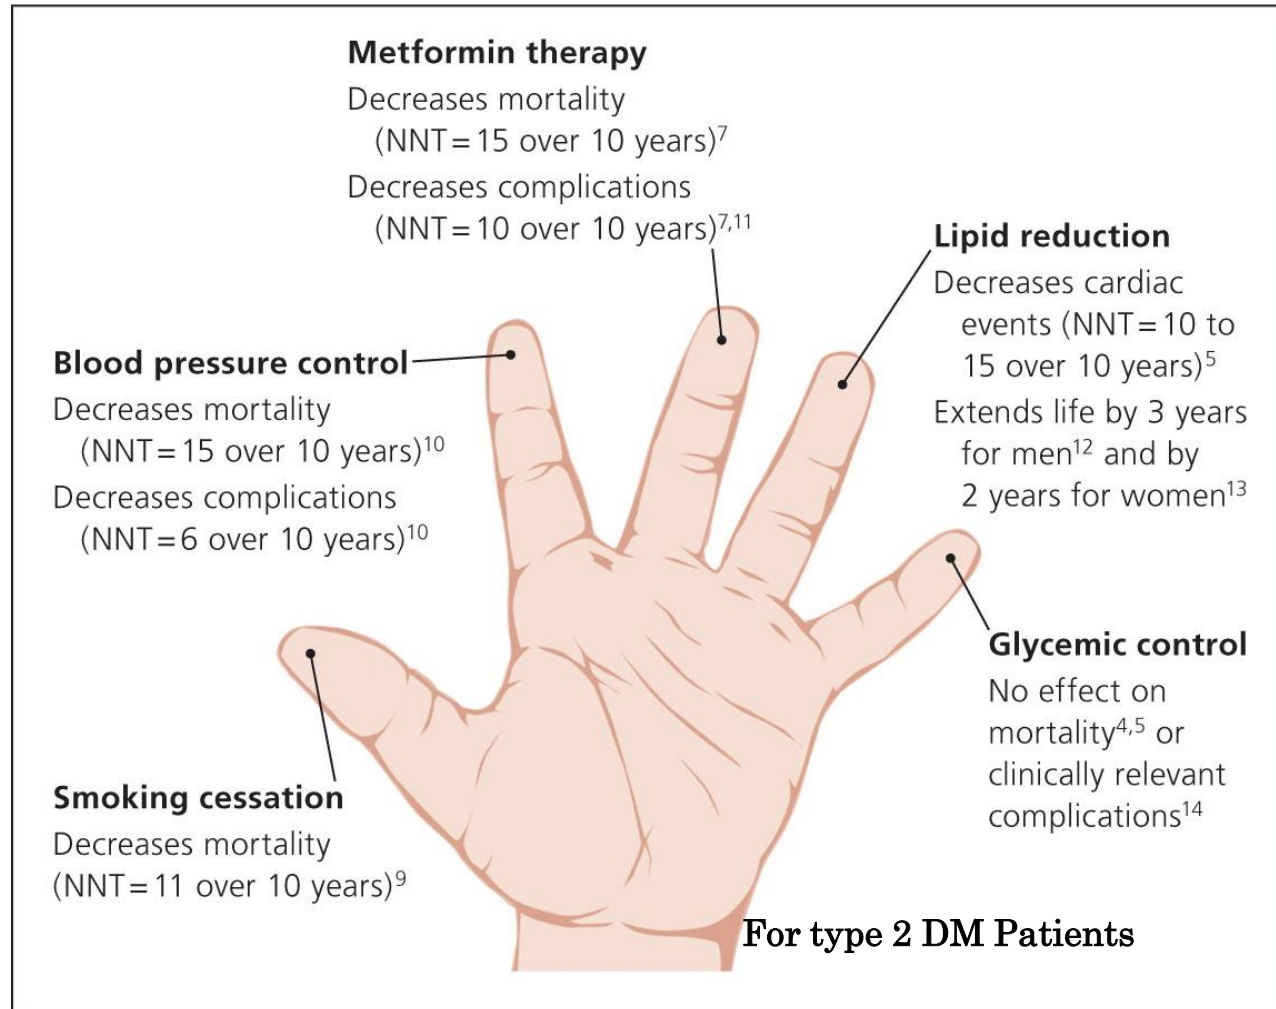 Metformin therapy
Decreases mortality
(NNT=15 over 10 years)7
Decreases complications
(NNT=10 over 10 years)7,11
Lipid reduction
Decreases cardiac
events (NNT=10 to
15 over 10 years)5
Extends life by 3 years
for men12 and by
2 years for women13
Blood pressure control
Decreases mortality
(NNT=15 over 10 years)10
Decreases complications
(NNT=6 over 10 years)10
Glycemic control
No effect on
mortality4,5 or
clinically relevant
complications14
Smoking cessation
Decreases mortality
(NNT=11 over 10 years)9
For type 2 DM Patients